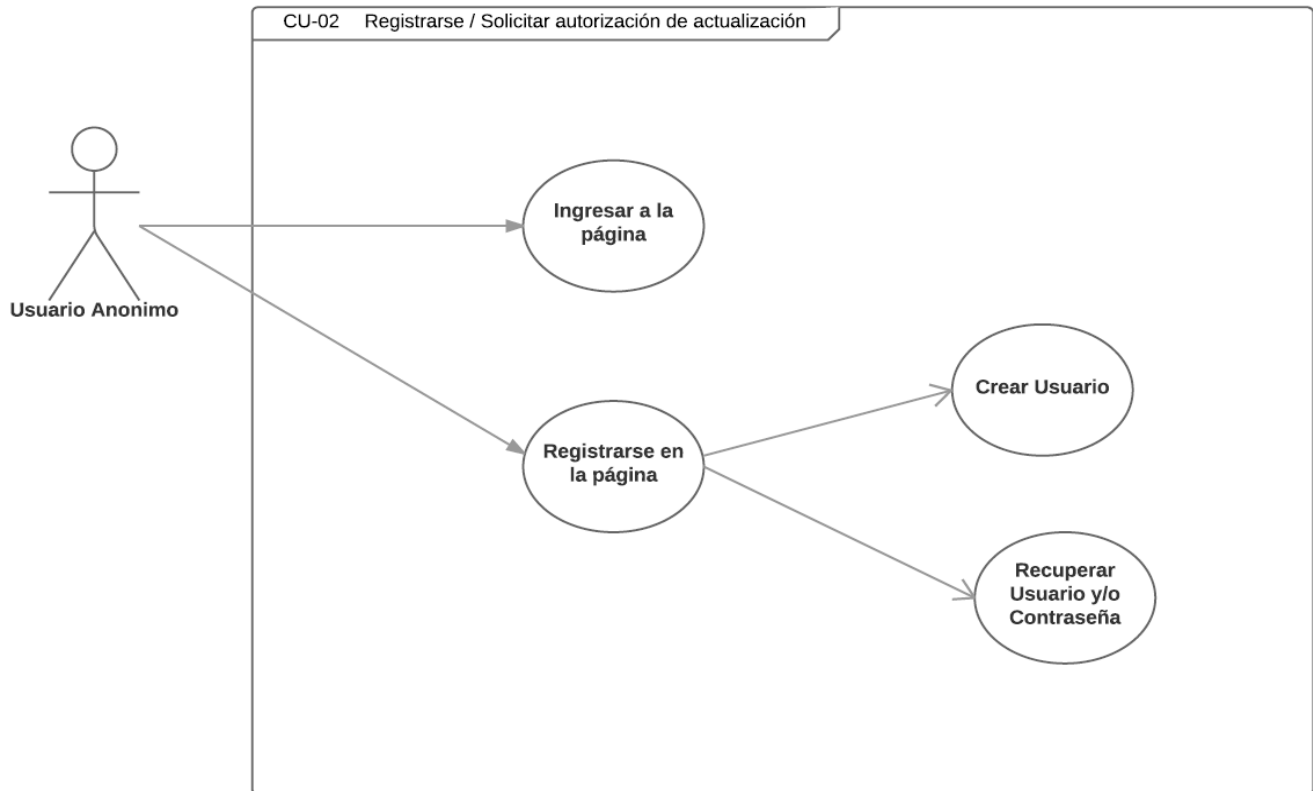 CU-02 Registrarse / Solicitar autorización de actualización
Ingresar a la
página
Usuario Anonimo
Crear Usuario
Registrarse en
la página
Recuperar
Usuario y/o
Contraseña